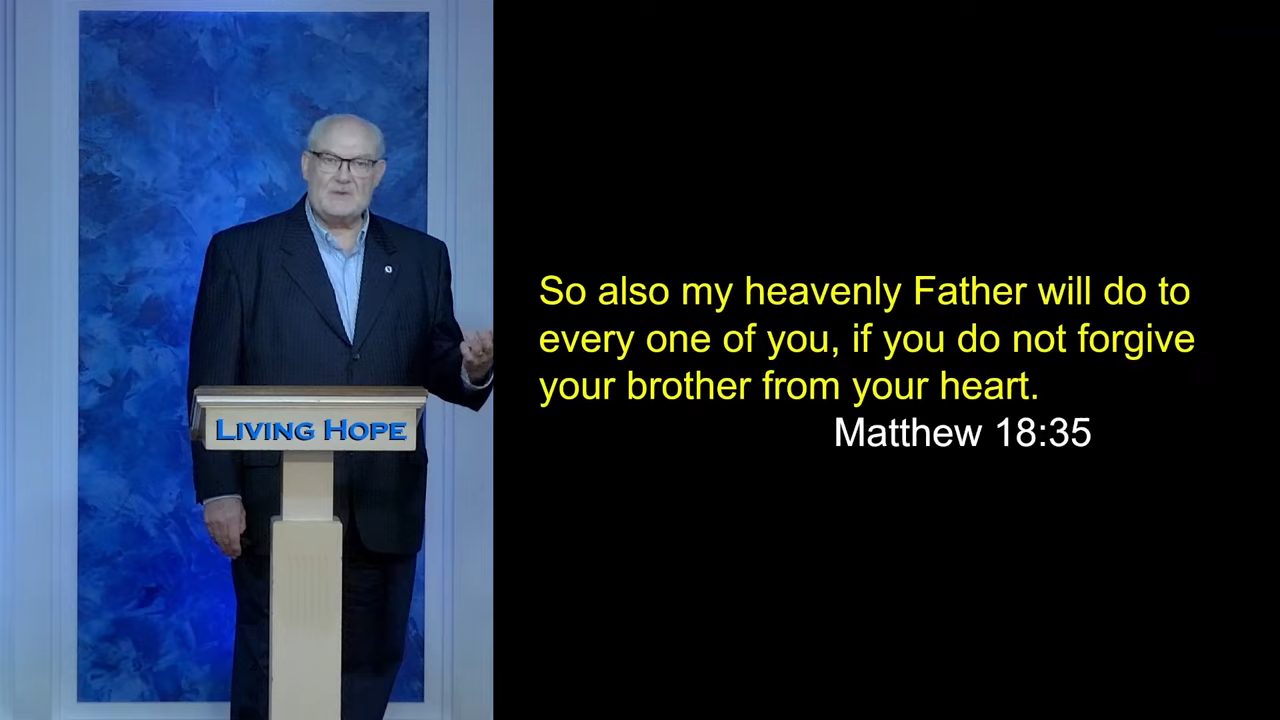 LIVING HOPE
So also my heavenly Father will do to
every one of you, if you do not forgive
your brother from your heart.
Matthew 18:35